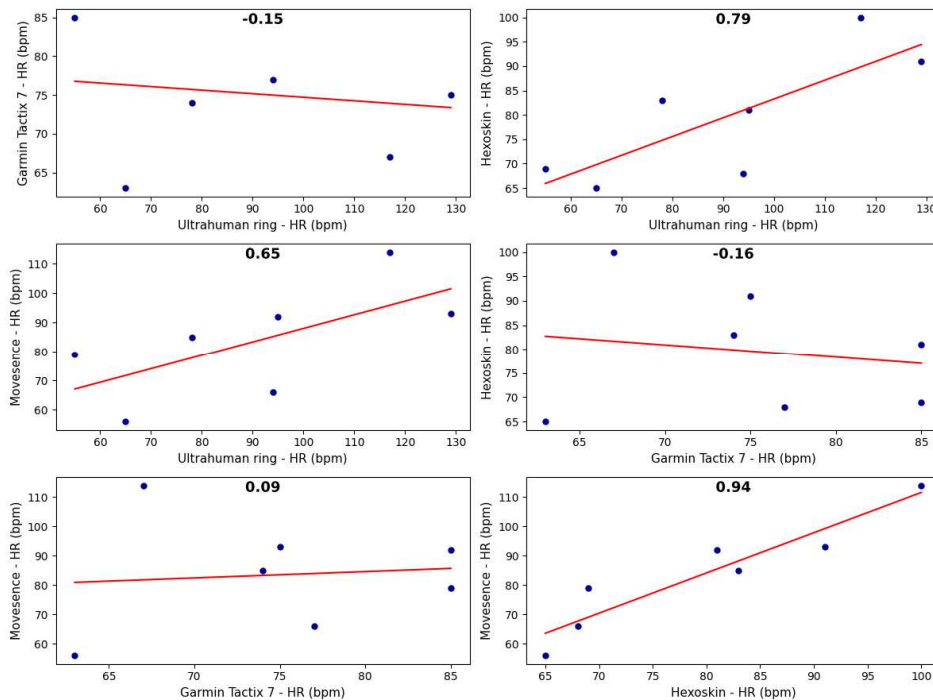 -0.15
Garmin Tactix 7 - HR (bpm)
85
80
75
70
65
60 70 80 90 100 110 120 130
Ultrahuman ring - HR (bpm)
0.79
Hexoskin - HR (bpm)
100
95
90
85
80
75
70
65
60 70 80 90 100 110 120 130
Ultrahuman ring - HR (bpm)
0.65
Movesence - HR (bpm)
110
100
90
80
70
60
60 70 80 90 100 110 120 130
Ultrahuman ring - HR (bpm)
-0.16
Hexoskin - HR (bpm)
100
95
90
85
80
75
70
65
65 70 75 80 85
Garmin Tactix 7 - HR (bpm)
0.09
Movesence - HR (bpm)
110
100
90
80
70
60
65 70 75 80 85
Garmin Tactix 7 - HR (bpm)
0.94
Movesence - HR (bpm)
110
100
90
80
70
60
65 70 75 80 85 90 95 100
Hexoskin - HR (bpm)